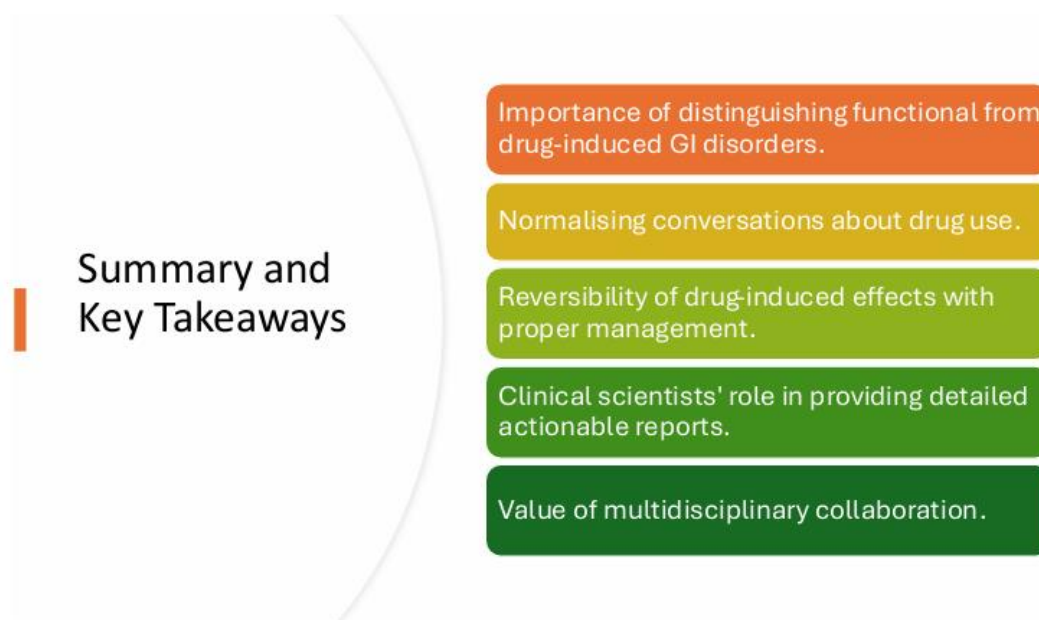 Summary and
Key Takeaways
Importance of distinguishing functional from
drug-induced GI disorders.
Normalising conversations about drug use.
Reversibility of drug-induced effects with
proper management.
Clinical scientists' role in providing detailed
actionable reports.
Value of multidisciplinary collaboration.